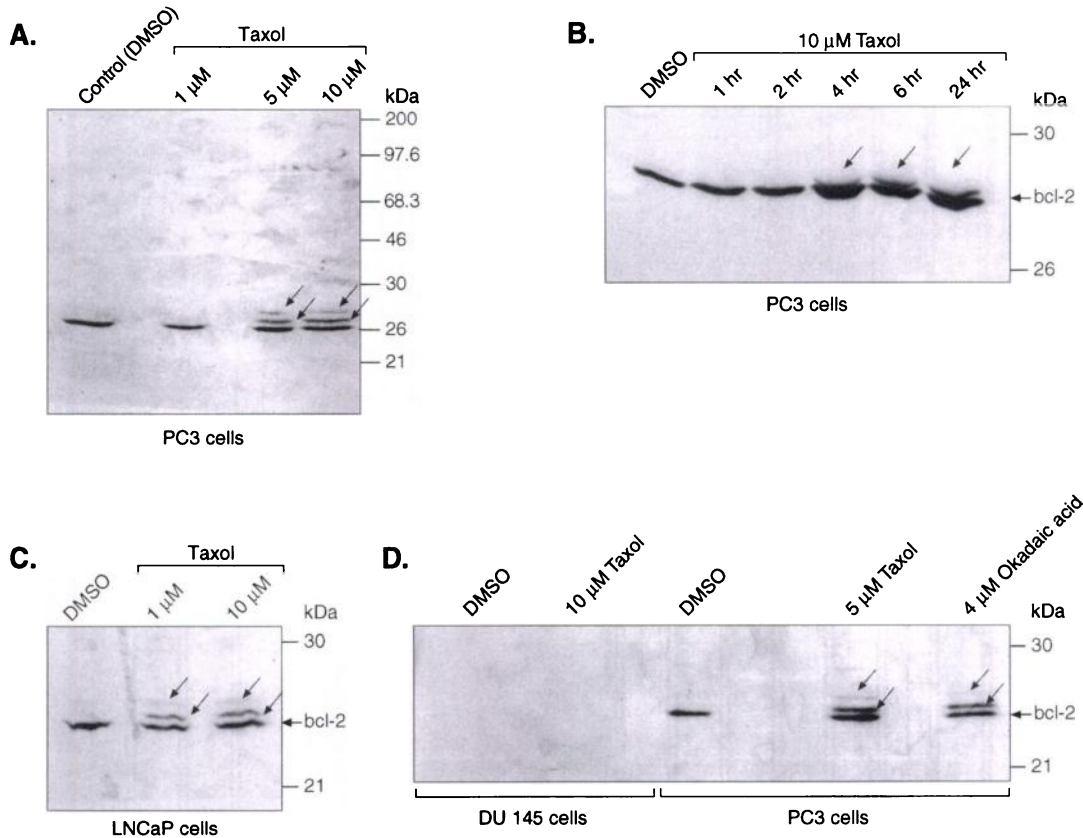 A.
Control (DMSO)
Taxol
1 µM
5 µM
10 µM
kDa
200
97.6
68.3
46
30
26
21
PC3 cells
B.
10 µM Taxol
DMSO
1 hr
2 hr
4 hr
6 hr
24 hr
kDa
30
bcl-2
26
PC3 cells
C.
Taxol
DMSO
1 µM
10 µM
kDa
30
bcl-2
21
LNCaP cells
D.
DMSO
10 µM Taxol
DMSO
5 µM Taxol
4 µM Okadaic acid
kDa
30
bcl-2
21
DU 145 cells
PC3 cells